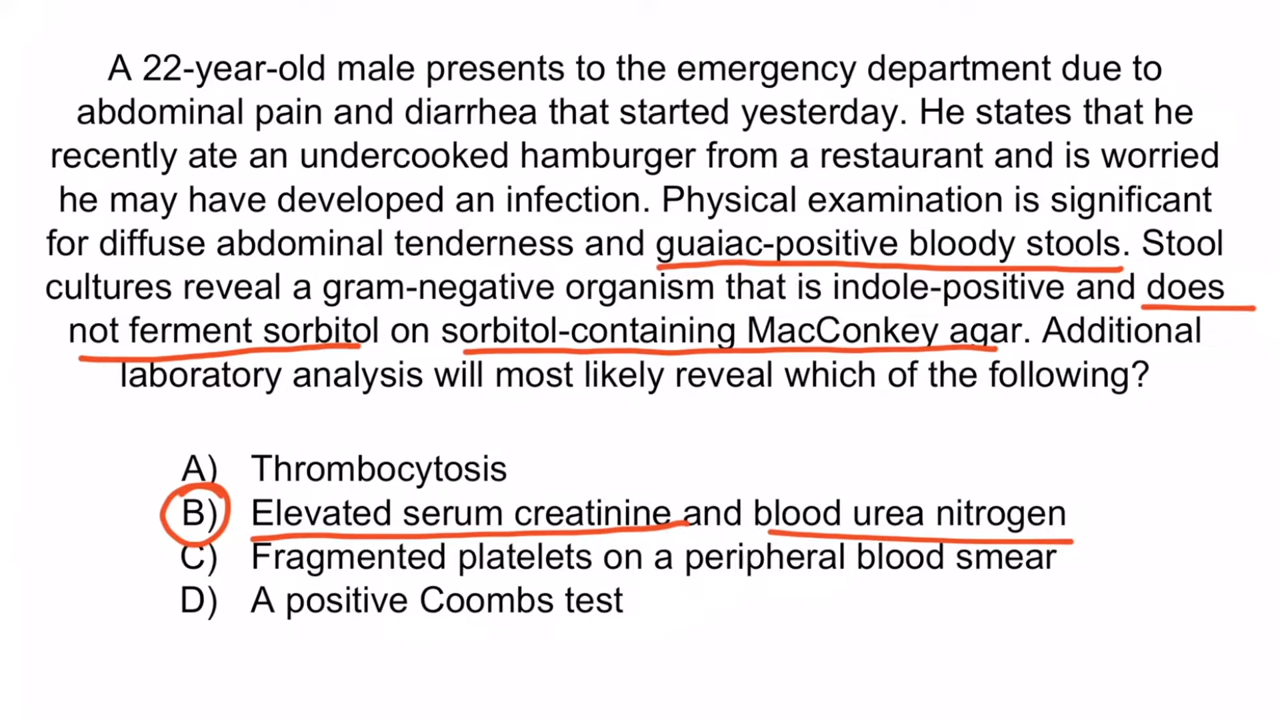 A 22-year-old male presents to the emergency department due to
abdominal pain and diarrhea that started yesterday. He states that he
recently ate an undercooked hamburger from a restaurant and is worried
he may have developed an infection. Physical examination is significant
for diffuse abdominal tenderness and guaiac-positive bloody stools. Stool
cultures reveal a gram-negative organism that is indole-positive and does
not ferment sorbitol on sorbitol-containing MacConkey agar. Additional
laboratory analysis will most likely reveal which of the following?
A) Thrombocytosis
B) Elevated serum creatinine and blood urea nitrogen
C) Fragmented platelets on a peripheral blood smear
D) A positive Coombs test